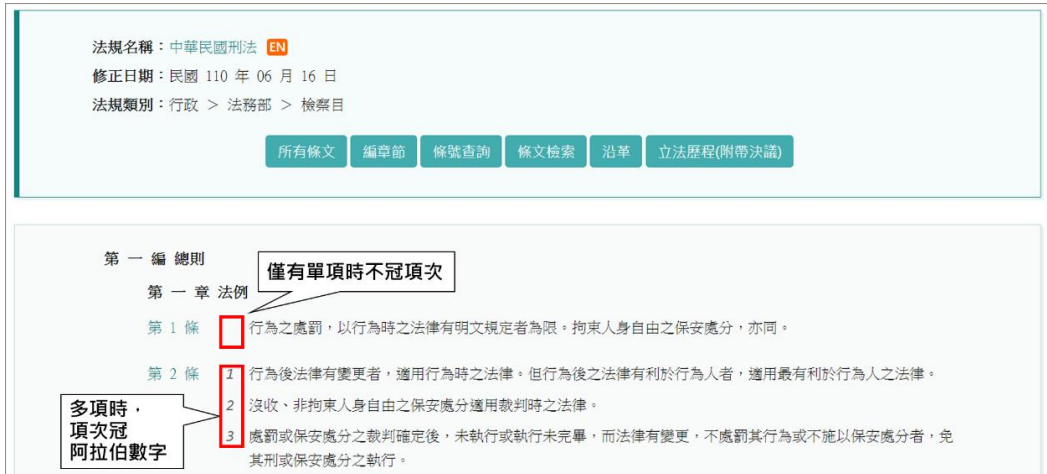 法規名稱：中華民國刑法 EN
修正日期：民國 110 年 06 月 16 日
法規類別：行政 ＞ 法務部 ＞ 檢察目
所有條文 編章節 條號查詢 條文檢索 沿革 立法歷程(附帶決議)
第 一 編 總則
僅有單項時不冠項次
第 一 章 法例
第 1 條 行為之處罰，以行為時之法律有明文規定者為限。拘束人身自由之保安處分，亦同。
第 2 條 1 行為後法律有變更者，適用行為時之法律。但行為後之法律有利於行為人者，適用最有利於行為人之法律。
2 沒收、非拘束人身自由之保安處分適用裁判時之法律。
3 處罰或保安處分之裁判確定後，未執行或執行未完畢，而法律有變更，不處罰其行為或不施以保安處分者，免
其刑或保安處分之執行。
多項時，
項次冠
阿拉伯數字